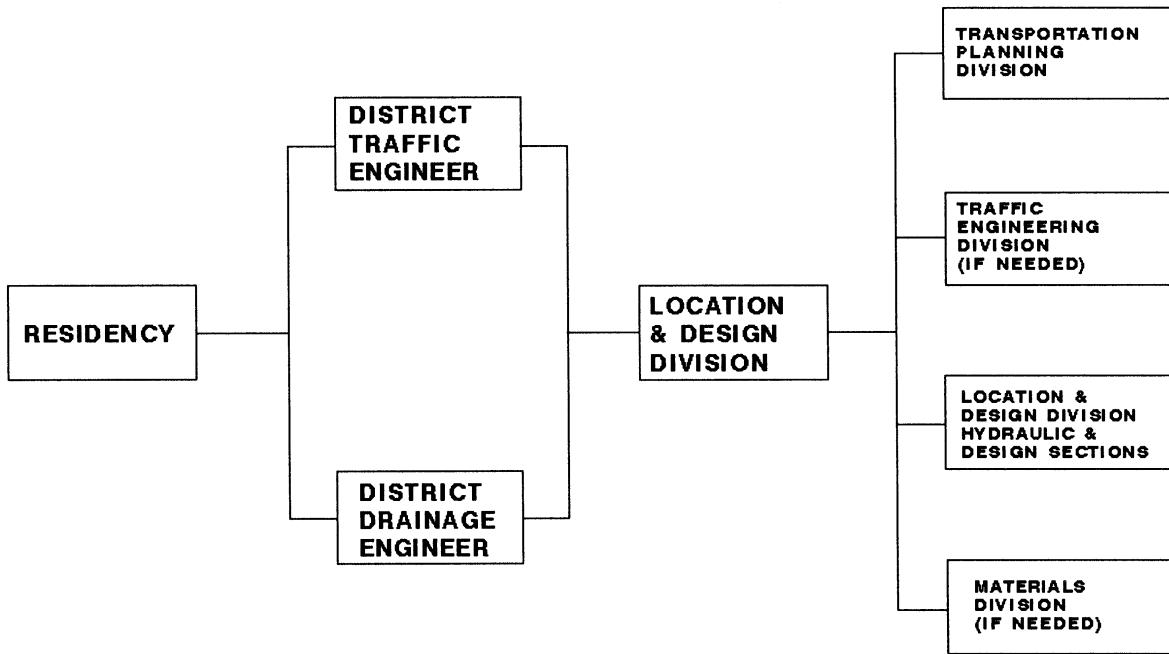 RESIDENCY
DISTRICT
TRAFFIC
ENGINEER
DISTRICT
DRAINAGE
ENGINEER
LOCATION
& DESIGN
DIVISION
TRANSPORTATION
PLANNING
DIVISION
TRAFFIC
ENGINEERING
DIVISION
(IF NEEDED)
LOCATION &
DESIGN DIVISION
HYDRAULIC &
DESIGN SECTIONS
MATERIALS
DIVISION
(IF NEEDED)